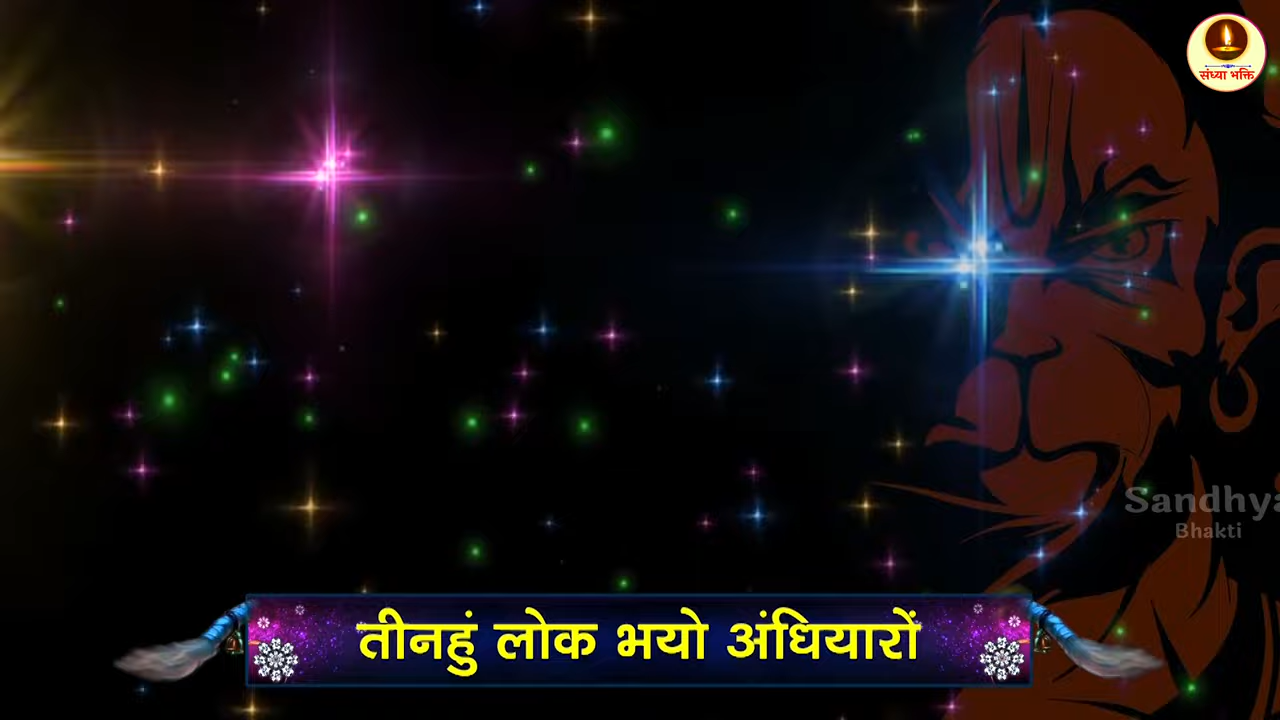 संध्या भक्ति
Sandhya
Bhakti
तीनहुं लोक भयो अंधियारों